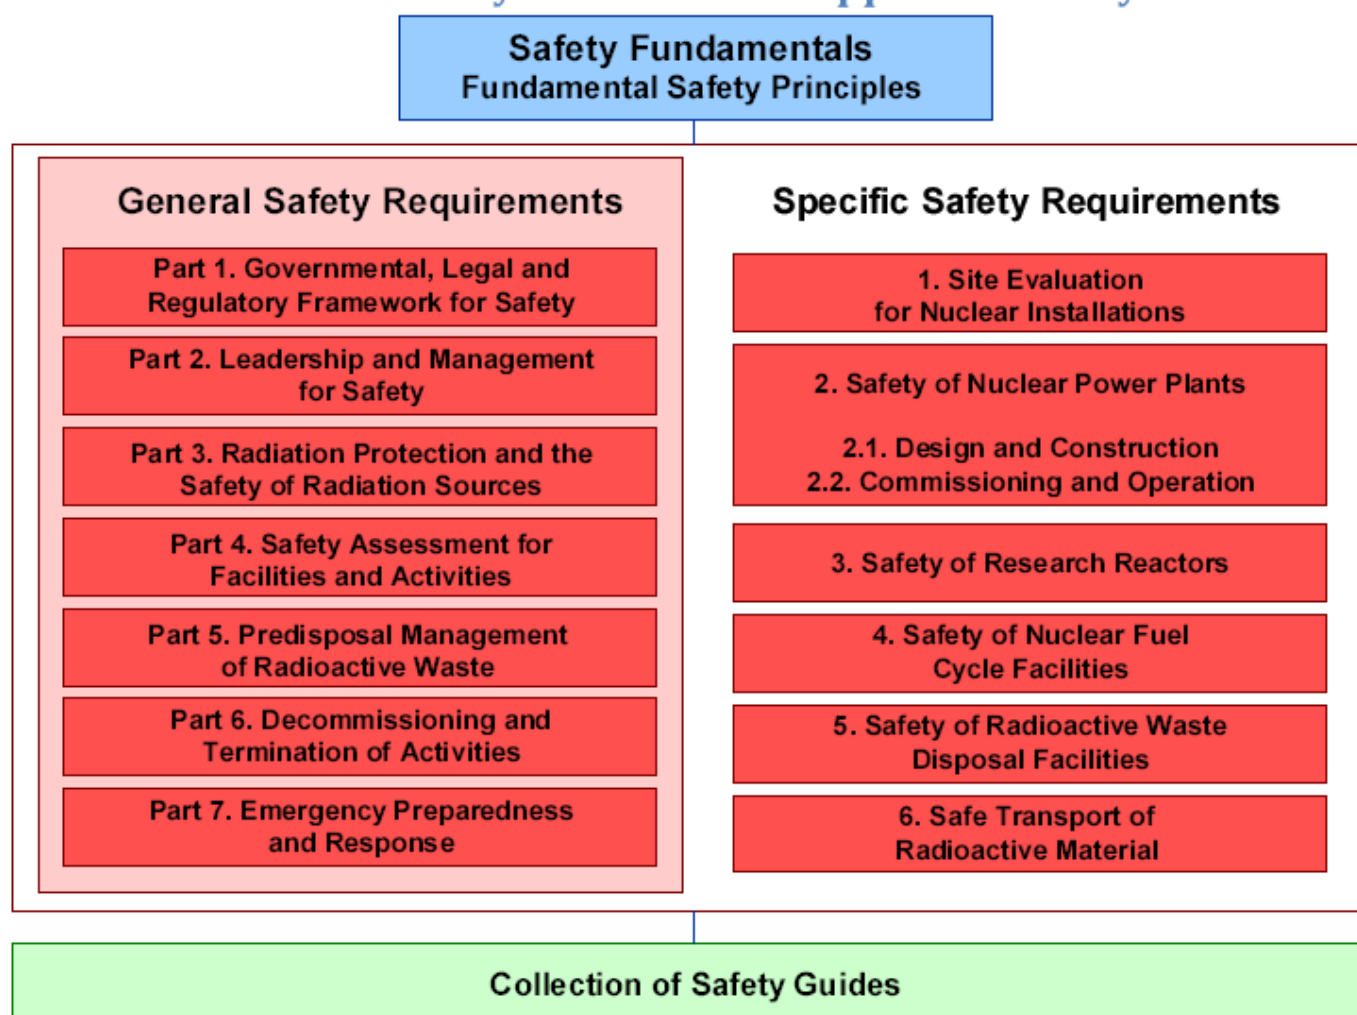 Safety Fundamentals
Fundamental Safety Principles
General Safety Requirements
Part 1. Governmental, Legal and
Regulatory Framework for Safety
Part 2. Leadership and Management
for Safety
Part 3. Radiation Protection and the
Safety of Radiation Sources
Part 4. Safety Assessment for
Facilities and Activities
Part 5. Predisposal Management
of Radioactive Waste
Part 6. Decommissioning and
Termination of Activities
Part 7. Emergency Preparedness
and Response
Specific Safety Requirements
1. Site Evaluation
for Nuclear Installations
2. Safety of Nuclear Power Plants
2.1. Design and Construction
2.2. Commissioning and Operation
3. Safety of Research Reactors
4. Safety of Nuclear Fuel
Cycle Facilities
5. Safety of Radioactive Waste
Disposal Facilities
6. Safe Transport of
Radioactive Material
Collection of Safety Guides